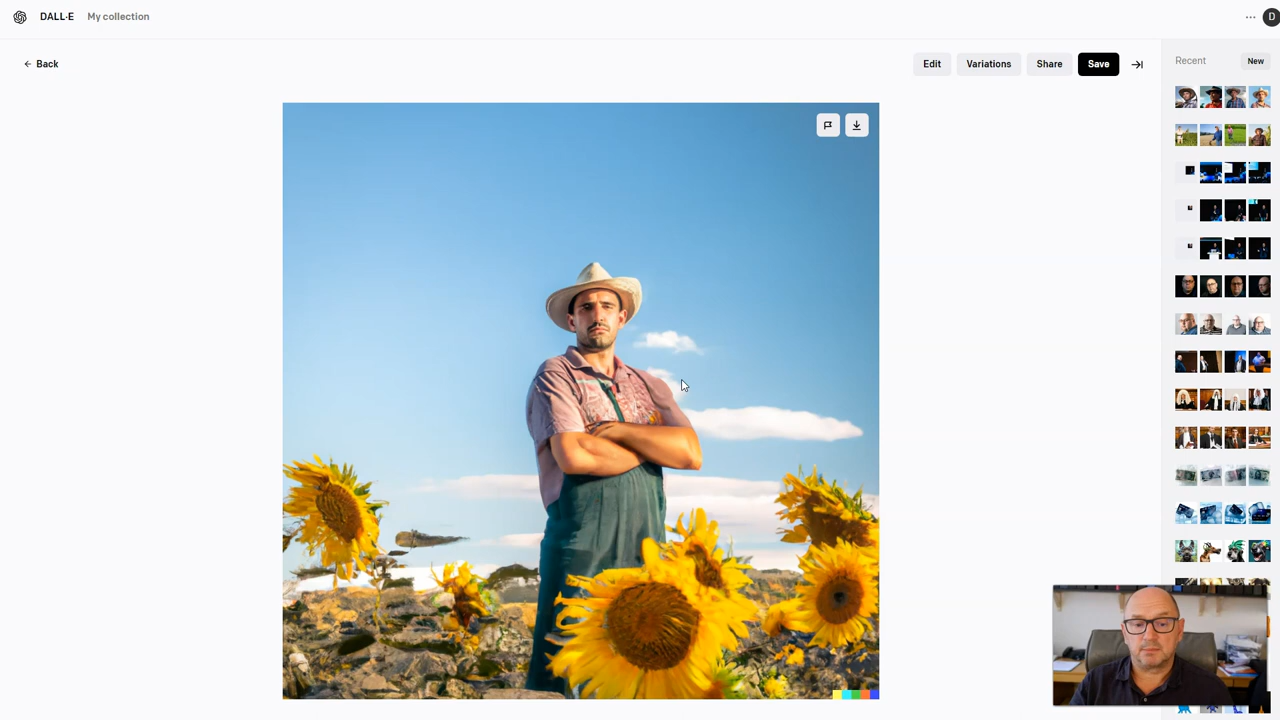 DALL·E My collection
D
Back
Edit
Variations
Share
Save
Recent
New